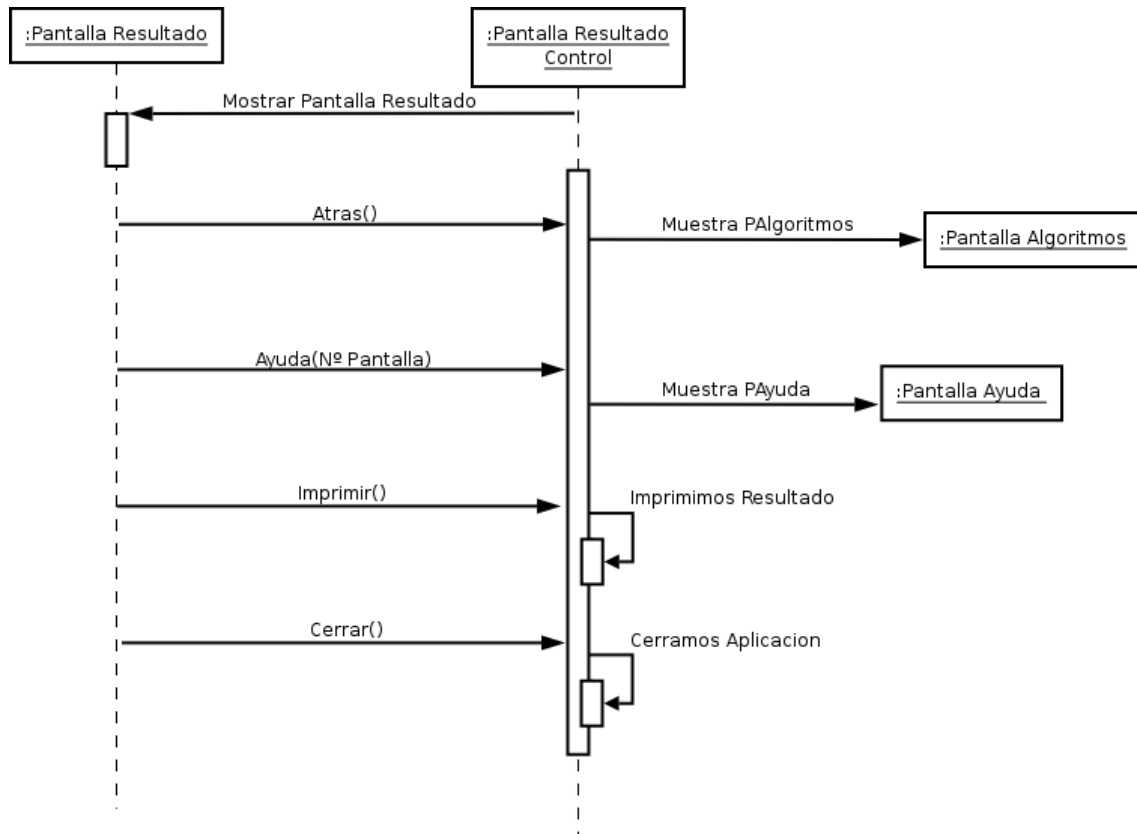 :Pantalla Resultado
:Pantalla Resultado
Control
Mostrar Pantalla Resultado
Atras()
Muestra PAlgoritmos
:Pantalla Algoritmos
Ayuda(Nº Pantalla)
Muestra PAyuda
:Pantalla Ayuda
Imprimir()
Imprimimos Resultado
Cerrar()
Cerramos Aplicacion